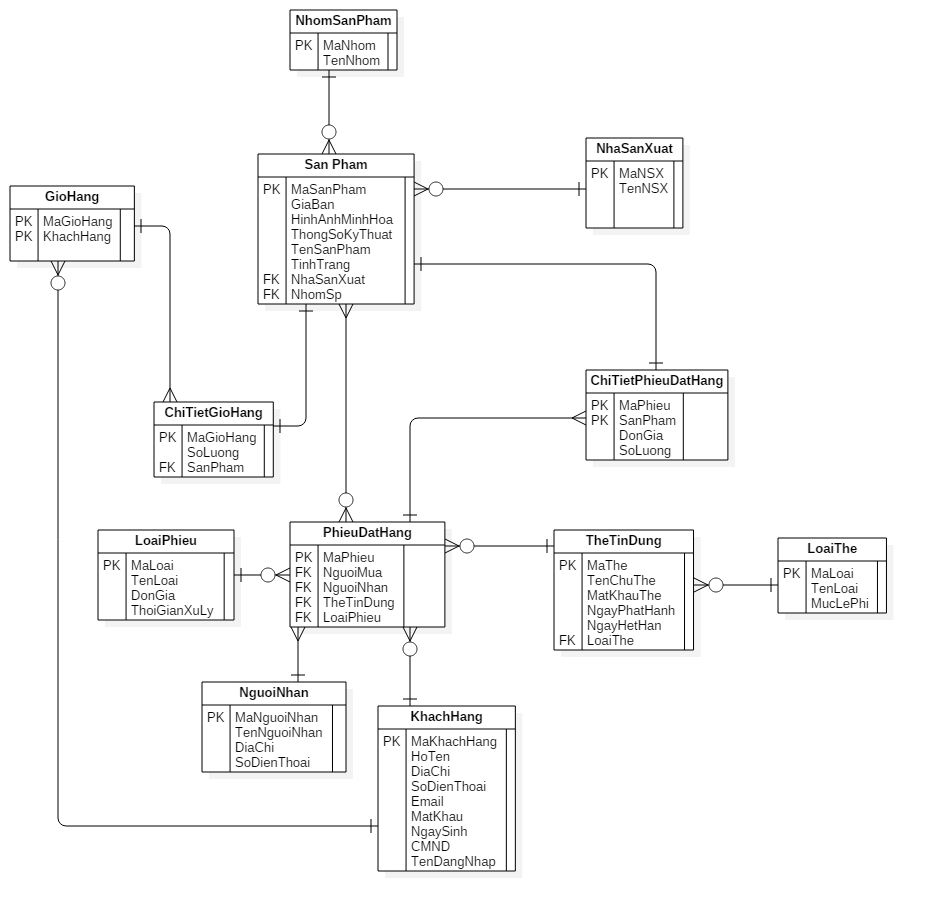 NhomSanPham
PK MaNhom
TenNhom
San Pham
PK MaSanPham
GiaBan
HinhAnhMinhHoa
ThongSoKyThuat
TenSanPham
TinhTrang
FK NhaSanXuat
FK NhomSp
NhaSanXuat
PK MaNSX
TenNSX
GioHang
PK MaGioHang
PK KhachHang
ChiTietPhieuDatHang
PK MaPhieu
PK SanPham
DonGia
SoLuong
ChiTietGioHang
PK MaGioHang
SoLuong
FK SanPham
LoaiPhieu
PK MaLoai
TenLoai
DonGia
ThoiGianXuLy
PhieuDatHang
PK MaPhieu
FK NguoiMua
FK NguoiNhan
FK TheTinDung
FK LoaiPhieu
TheTinDung
PK MaThe
TenChuThe
MatKhauThe
NgayPhatHanh
NgayHetHan
FK LoaiThe
LoaiThe
PK MaLoai
TenLoai
MucLePhi
NguoiNhan
PK MaNguoiNhan
TenNguoiNhan
DiaChi
SoDienThoai
KhachHang
PK MaKhachHang
HoTen
DiaChi
SoDienThoai
Email
MatKhau
NgaySinh
CMND
TenDangNhap